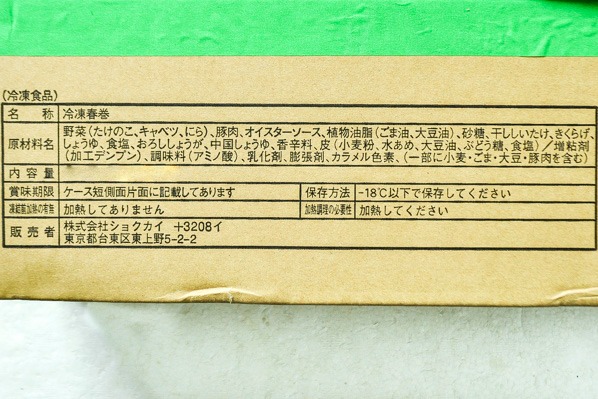 (冷凍食品)
名 称 冷凍春巻
原材料名 野菜(たけのこ、キャベツ、にら)、豚肉、オイスターソース、植物油脂(ごま油、大豆油)、砂糖、干ししいたけ、きくらげ、
しょうゆ、食塩、おろししょうが、中国しょうゆ、香辛料、皮(小麦粉、水あめ、大豆油、ぶどう糖、食塩)/増粘剤
(加工デンプン)、調味料(アミノ酸)、乳化剤、膨張剤、カラメル色素、(一部に小麦・ごま・大豆・豚肉を含む)
内 容 量
賞味期限 ケース短側面片面に記載してあります 保存方法 -18℃以下で保存してください
凍結前加熱の有無 加熱してありません 加熱調理の必要性 加熱してください
販 売 者 株式会社ショクカイ +3208イ
東京都台東区東上野5-2-2